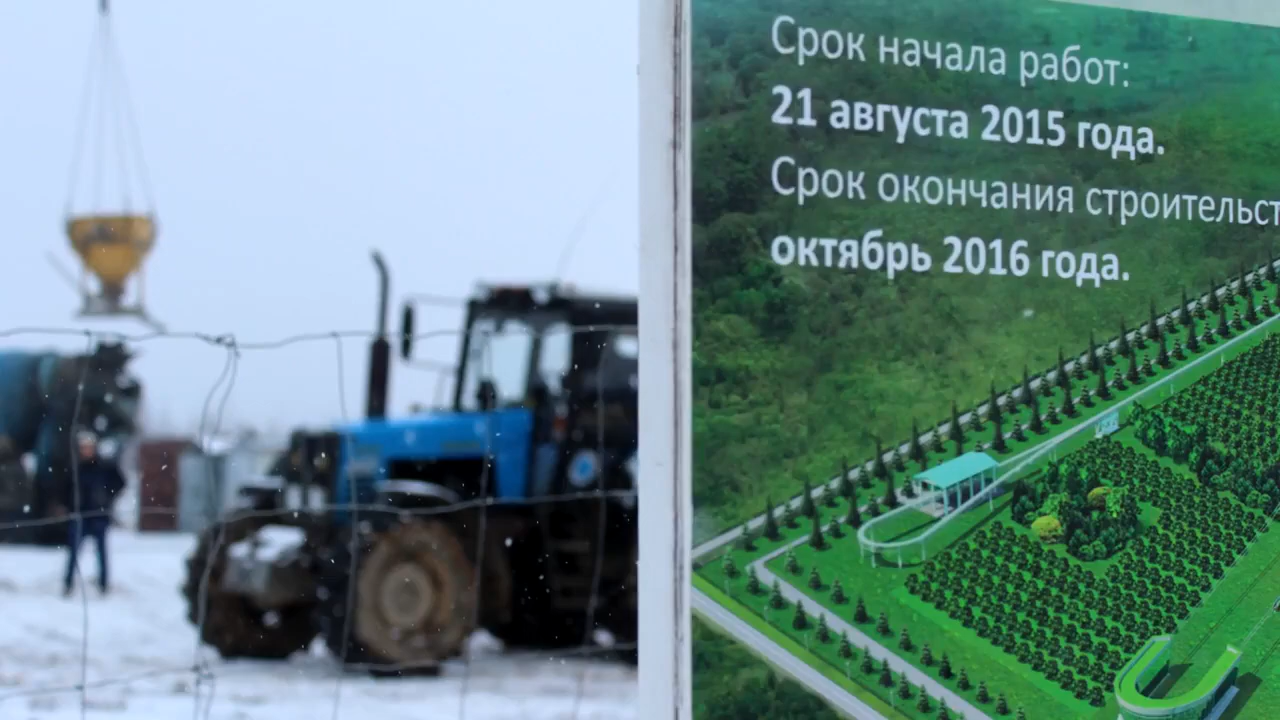 Срок начала работ:
21 августа 2015 года.
Срок окончания строительст
октябрь 2016 года.